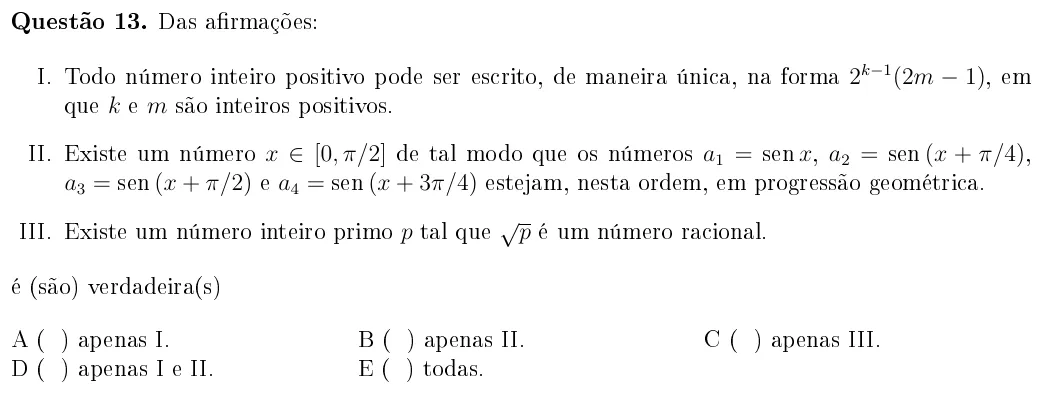 Questão 13. Das afirmações:
I. Todo número inteiro positivo pode ser escrito, de maneira única, na forma 2^{k−1}(2m − 1), em
que k e m são inteiros positivos.
II. Existe um número x ∈ [0, π/2] de tal modo que os números a₁ = sen x, a₂ = sen (x + π/4),
a₃ = sen (x + π/2) e a₄ = sen (x + 3π/4) estejam, nesta ordem, em progressão geométrica.
III. Existe um número inteiro primo p tal que √p é um número racional.
é (são) verdadeira(s)
A ( ) apenas I. B ( ) apenas II. C ( ) apenas III.
D ( ) apenas I e II. E ( ) todas.